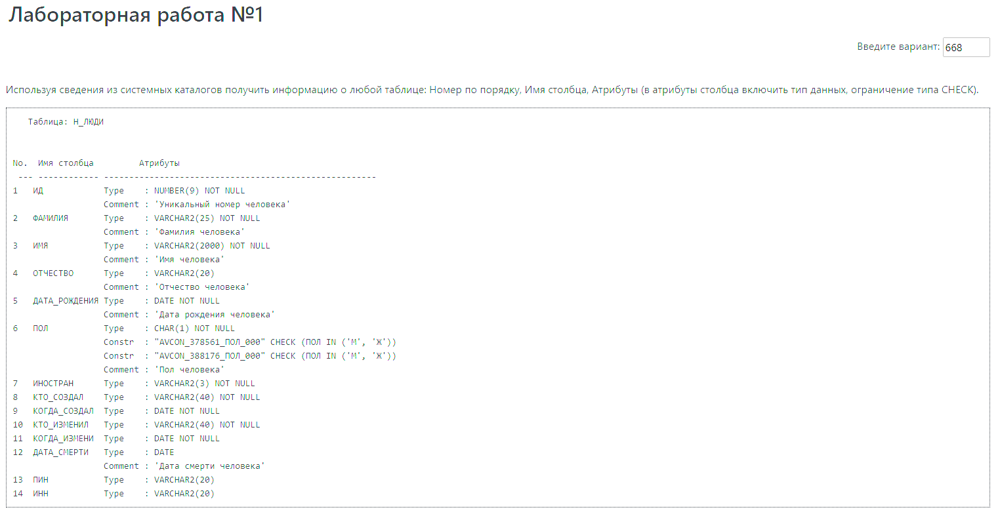 Лабораторная работа №1
Введите вариант: 668
Используя сведения из системных каталогов получить информацию о любой таблице: Номер по порядку, Имя столбца, Атрибуты (в атрибуты столбца включить тип данных, ограничение типа CHECK).
Таблица: Н_ЛЮДИ
No. Имя столбца Атрибуты
--- ------------ ------------------------------------------------------
1 ИД Type : NUMBER(9) NOT NULL
Comment : 'Уникальный номер человека'
2 ФАМИЛИЯ Type : VARCHAR2(25) NOT NULL
Comment : 'Фамилия человека'
3 ИМЯ Type : VARCHAR2(2000) NOT NULL
Comment : 'Имя человека'
4 ОТЧЕСТВО Type : VARCHAR2(20)
Comment : 'Отчество человека'
5 ДАТА_РОЖДЕНИЯ Type : DATE NOT NULL
Comment : 'Дата рождения человека'
6 ПОЛ Type : CHAR(1) NOT NULL
Constr : "AVCON_378561_ПОЛ_000" CHECK (ПОЛ IN ('М', 'Ж'))
Constr : "AVCON_388176_ПОЛ_000" CHECK (ПОЛ IN ('М', 'Ж'))
Comment : 'Пол человека'
7 ИНОСТРАН Type : VARCHAR2(3) NOT NULL
8 КТО_СОЗДАЛ Type : VARCHAR2(40) NOT NULL
9 КОГДА_СОЗДАЛ Type : DATE NOT NULL
10 КТО_ИЗМЕНИЛ Type : VARCHAR2(40) NOT NULL
11 КОГДА_ИЗМЕНИ Type : DATE NOT NULL
12 ДАТА_СМЕРТИ Type : DATE
Comment : 'Дата смерти человека'
13 ПИН Type : VARCHAR2(20)
14 ИНН Type : VARCHAR2(20)